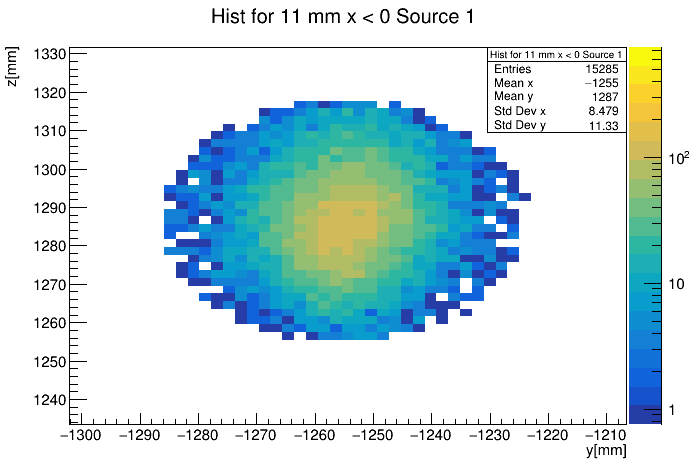 Hist for 11 mm x < 0 Source 1
z[mm]
1330
1320
1310
1300
1290
1280
1270
1260
1250
1240
Hist for 11 mm x < 0 Source 1
Entries 15285
Mean x −1255
Mean y 1287
Std Dev x 8.479
Std Dev y 11.33
10²
10
1
−1300 −1290 −1280 −1270 −1260 −1250 −1240 −1230 −1220 −1210
y[mm]